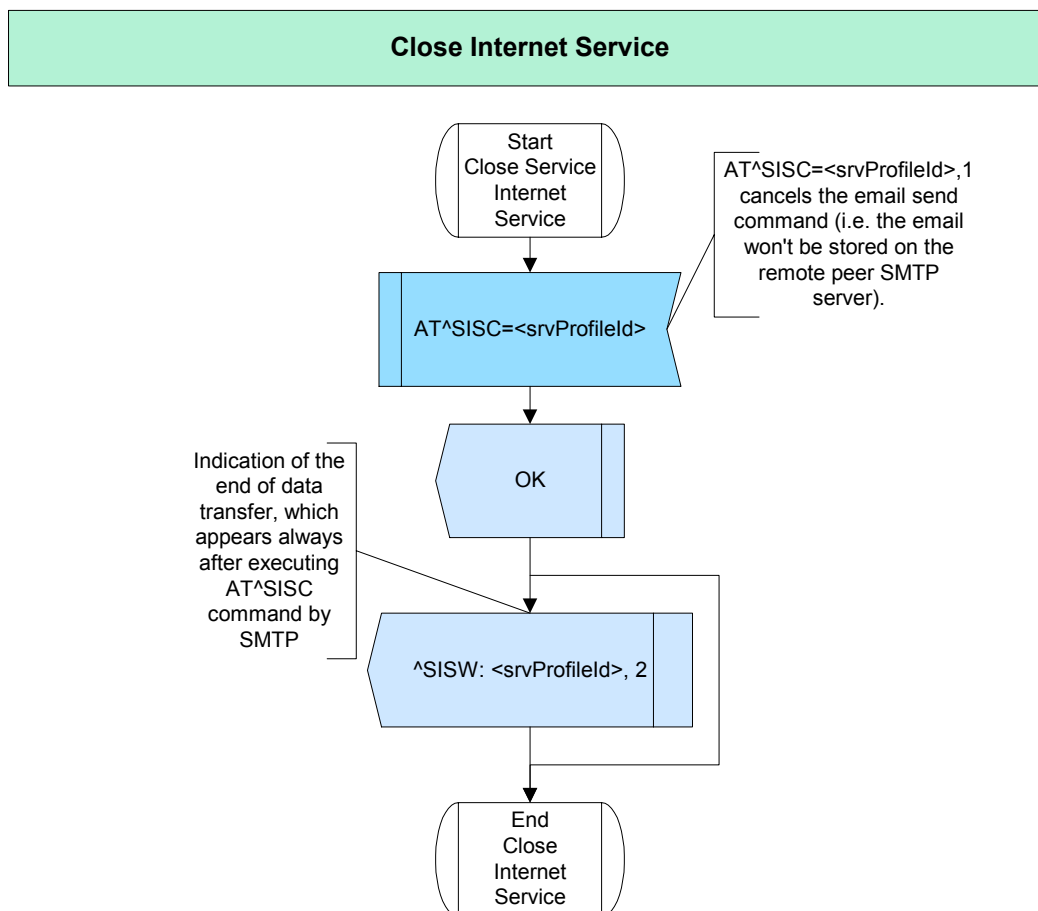 Close Internet Service
Start
Close Service
Internet
Service
AT^SISC=<srvProfileId>,1
cancels the email send
command (i.e. the email
won't be stored on the
remote peer SMTP
server).
AT^SISC=<srvProfileId>
OK
Indication of the
end of data
transfer, which
appears always
after executing
AT^SISC
command by
SMTP
^SISW: <srvProfileId>, 2
End
Close
Internet
Service